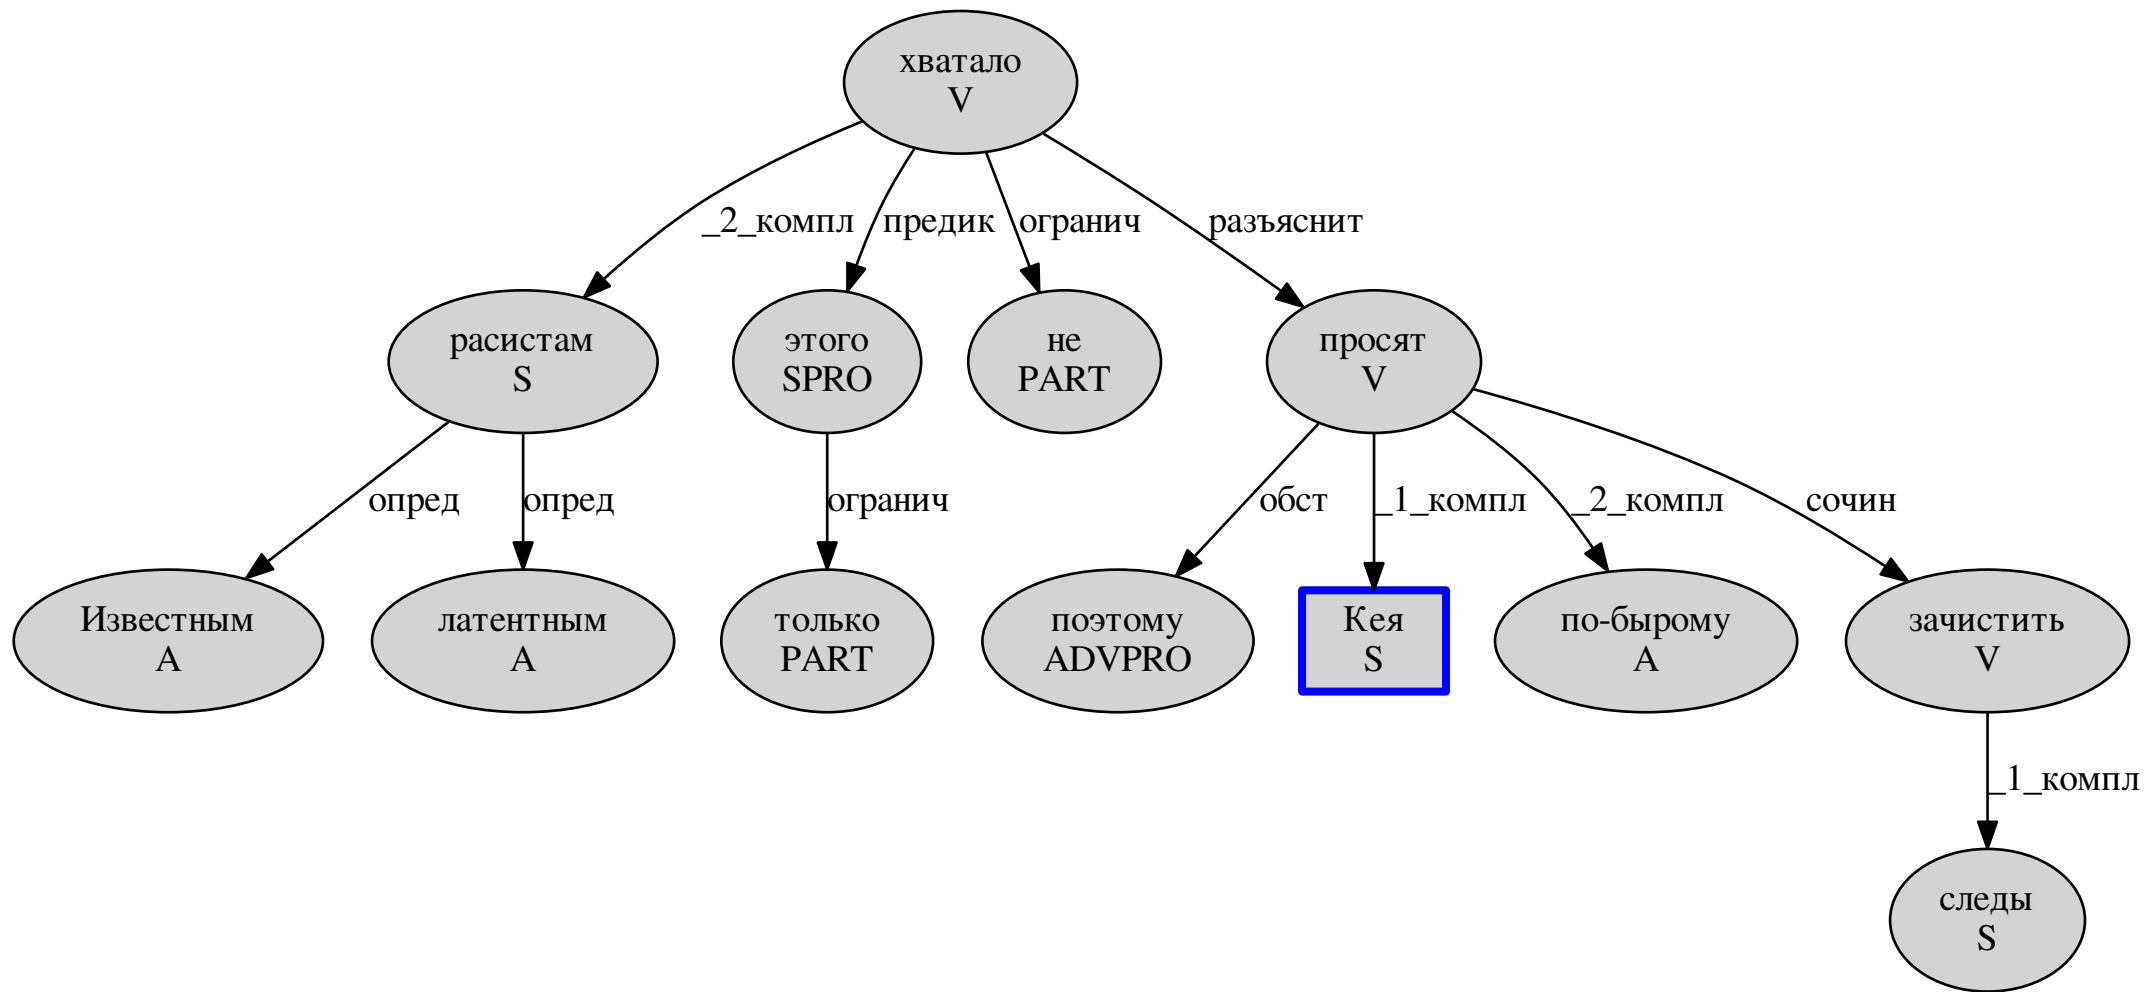 хватало
V
_2_компл
предик
огранич
разъяснит
расистам
S
этого
SPRO
не
PART
просят
V
опред
опред
огранич
обст
_1_компл
_2_компл
сочин
Известным
A
латентным
A
только
PART
поэтому
ADVPRO
Кея
S
по-бырому
A
зачистить
V
_1_компл
следы
S